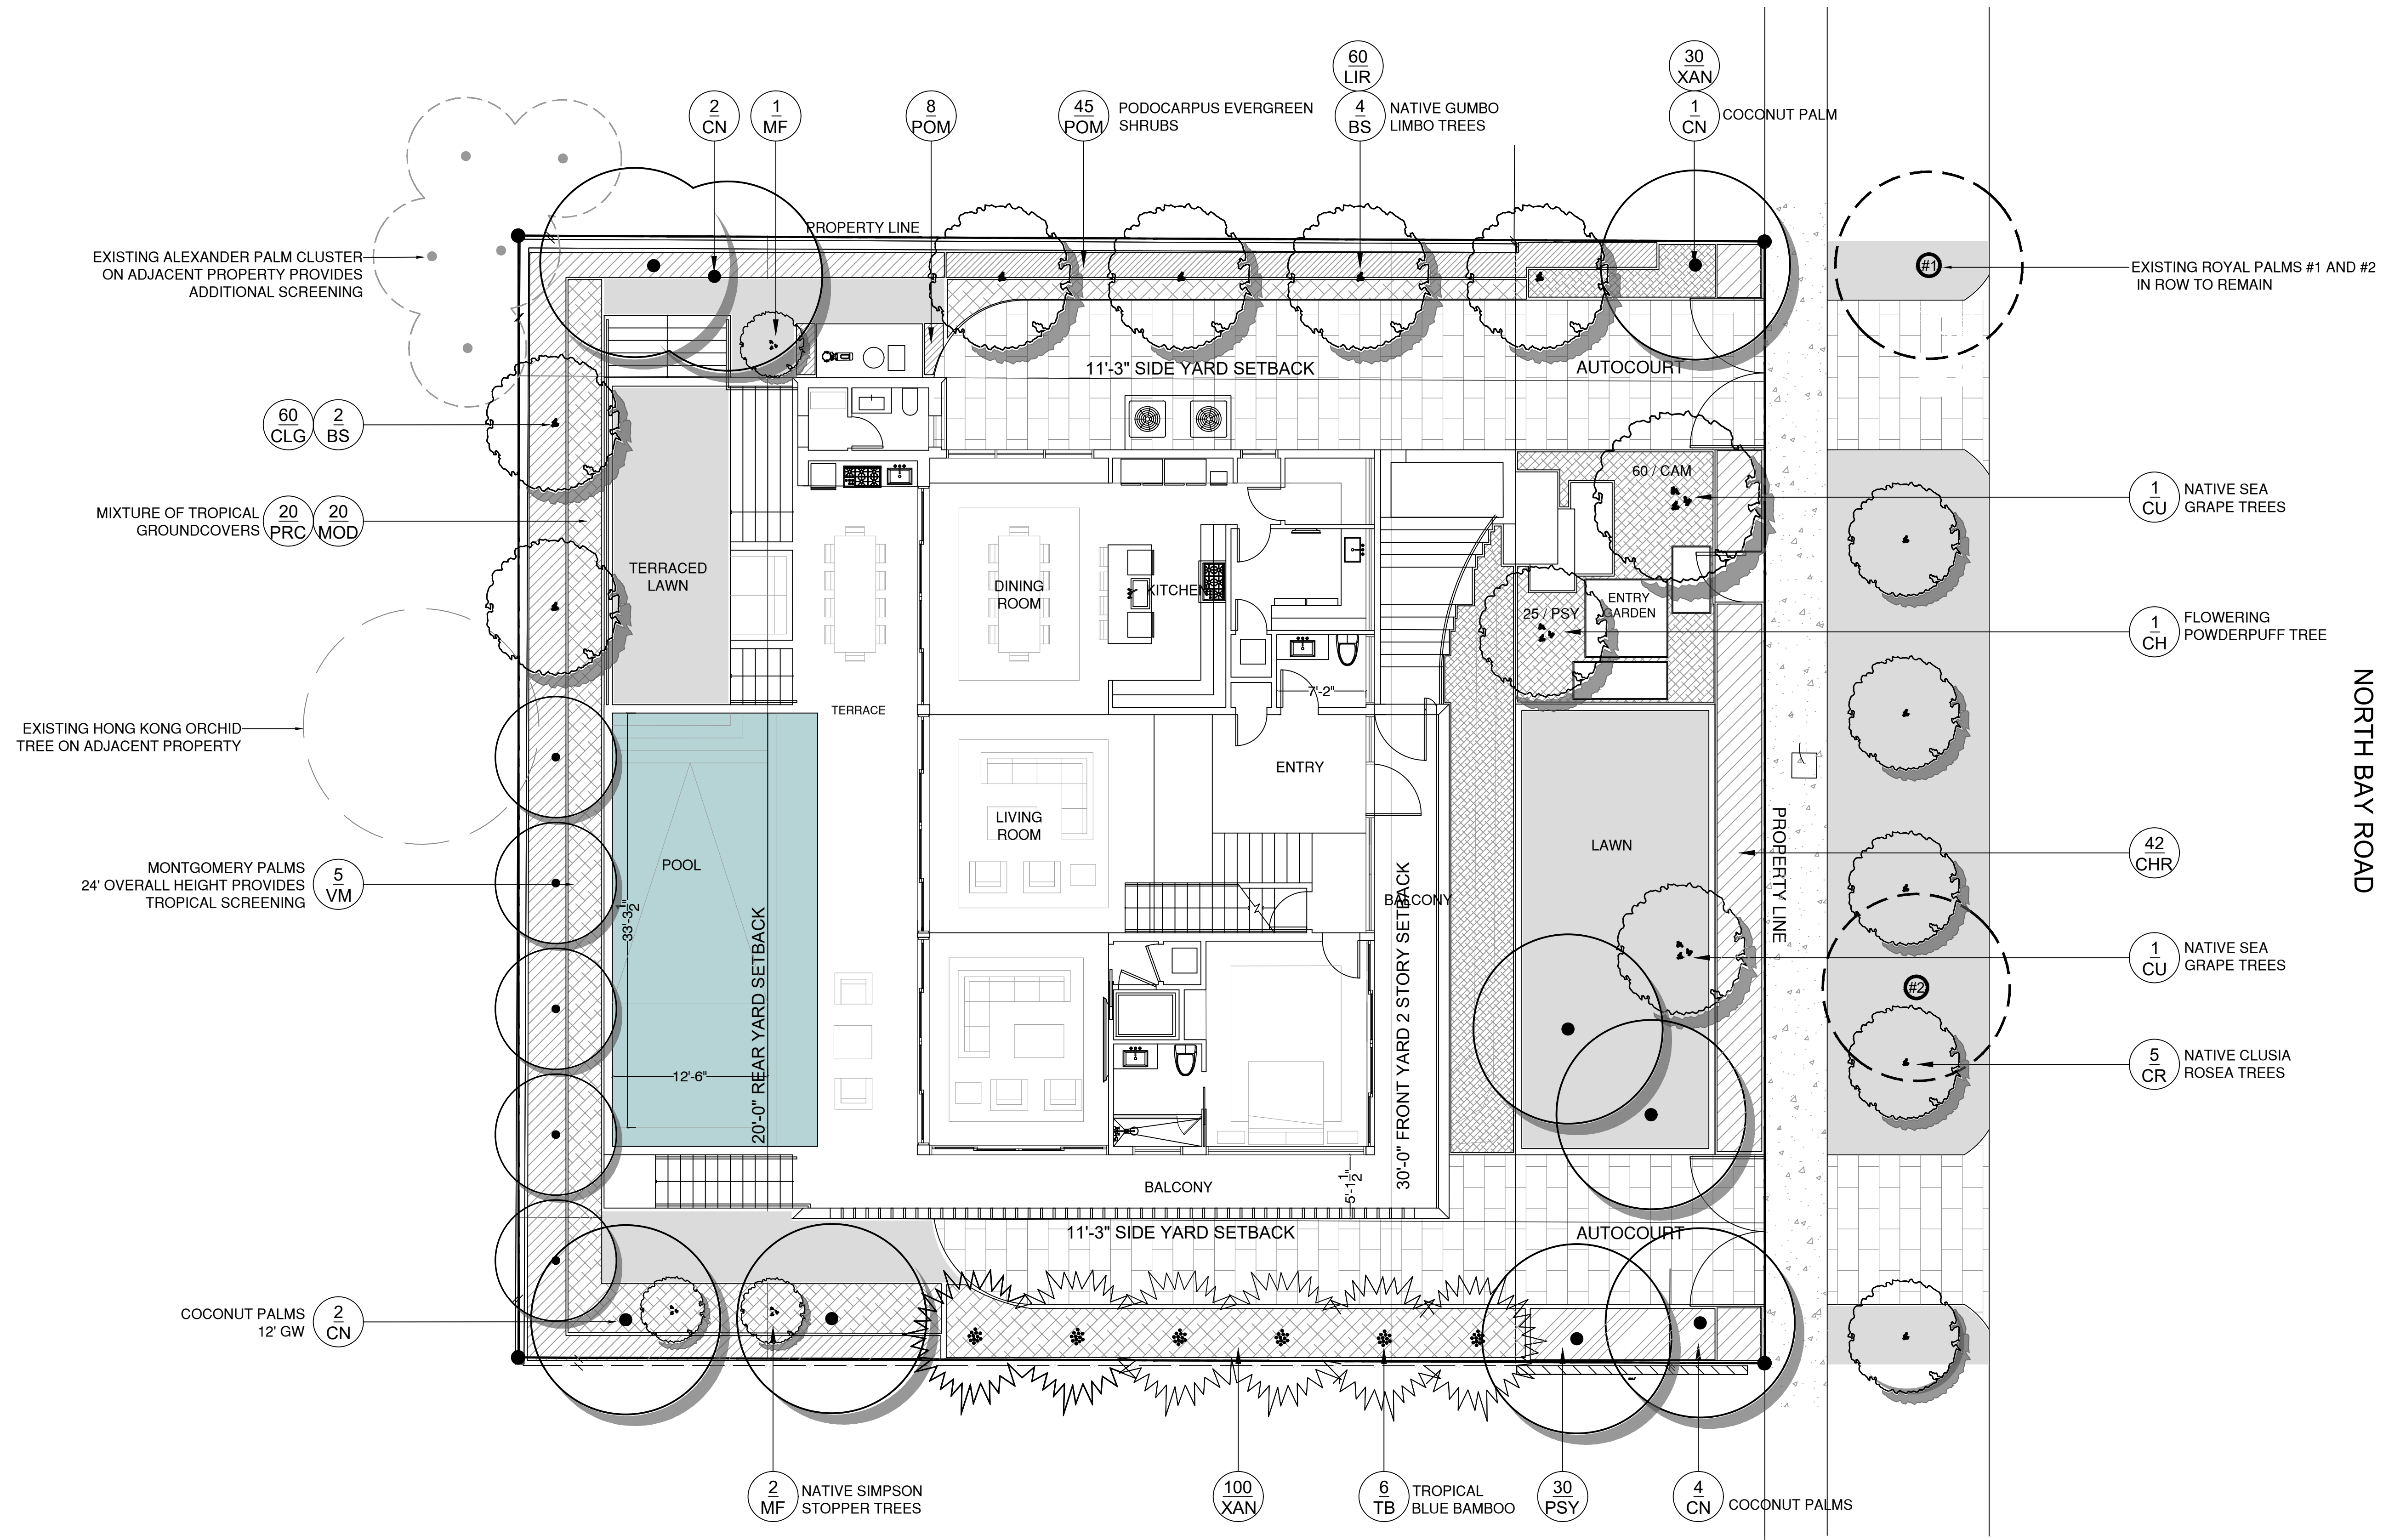 60
LIR
30
XAN
2
CN
1
MF
8
POM
45
POM
PODOCARPUS EVERGREEN
SHRUBS
4
BS
NATIVE GUMBO
LIMBO TREES
1
CN
COCONUT PALM
PROPERTY LINE
EXISTING ALEXANDER PALM CLUSTER
ON ADJACENT PROPERTY PROVIDES
ADDITIONAL SCREENING
#1
EXISTING ROYAL PALMS #1 AND #2
IN ROW TO REMAIN
11'-3" SIDE YARD SETBACK
AUTOCOURT
60
CLG
2
BS
60 / CAM
1
CU
NATIVE SEA
GRAPE TREES
MIXTURE OF TROPICAL
GROUNDCOVERS
20
PRC
20
MOD
TERRACED
LAWN
DINING
ROOM
KITCHEN
25 / PSY
ENTRY
GARDEN
1
CH
FLOWERING
POWDERPUFF TREE
7'-2"
TERRACE
EXISTING HONG KONG ORCHID
TREE ON ADJACENT PROPERTY
ENTRY
NORTH BAY ROAD
LIVING
ROOM
LAWN
PROPERTY LINE
42
CHR
POOL
MONTGOMERY PALMS
24' OVERALL HEIGHT PROVIDES
TROPICAL SCREENING
5
VM
BALCONY
33'-3 1/2"
20'-0" REAR YARD SETBACK
30'-0" FRONT YARD 2 STORY SETBACK
1
CU
NATIVE SEA
GRAPE TREES
#2
12'-6"
5
CR
NATIVE CLUSIA
ROSEA TREES
BALCONY
5'-1 1/2"
11'-3" SIDE YARD SETBACK
AUTOCOURT
COCONUT PALMS
12' GW
2
CN
2
MF
NATIVE SIMPSON
STOPPER TREES
100
XAN
6
TB
TROPICAL
BLUE BAMBOO
30
PSY
4
CN
COCONUT PALMS